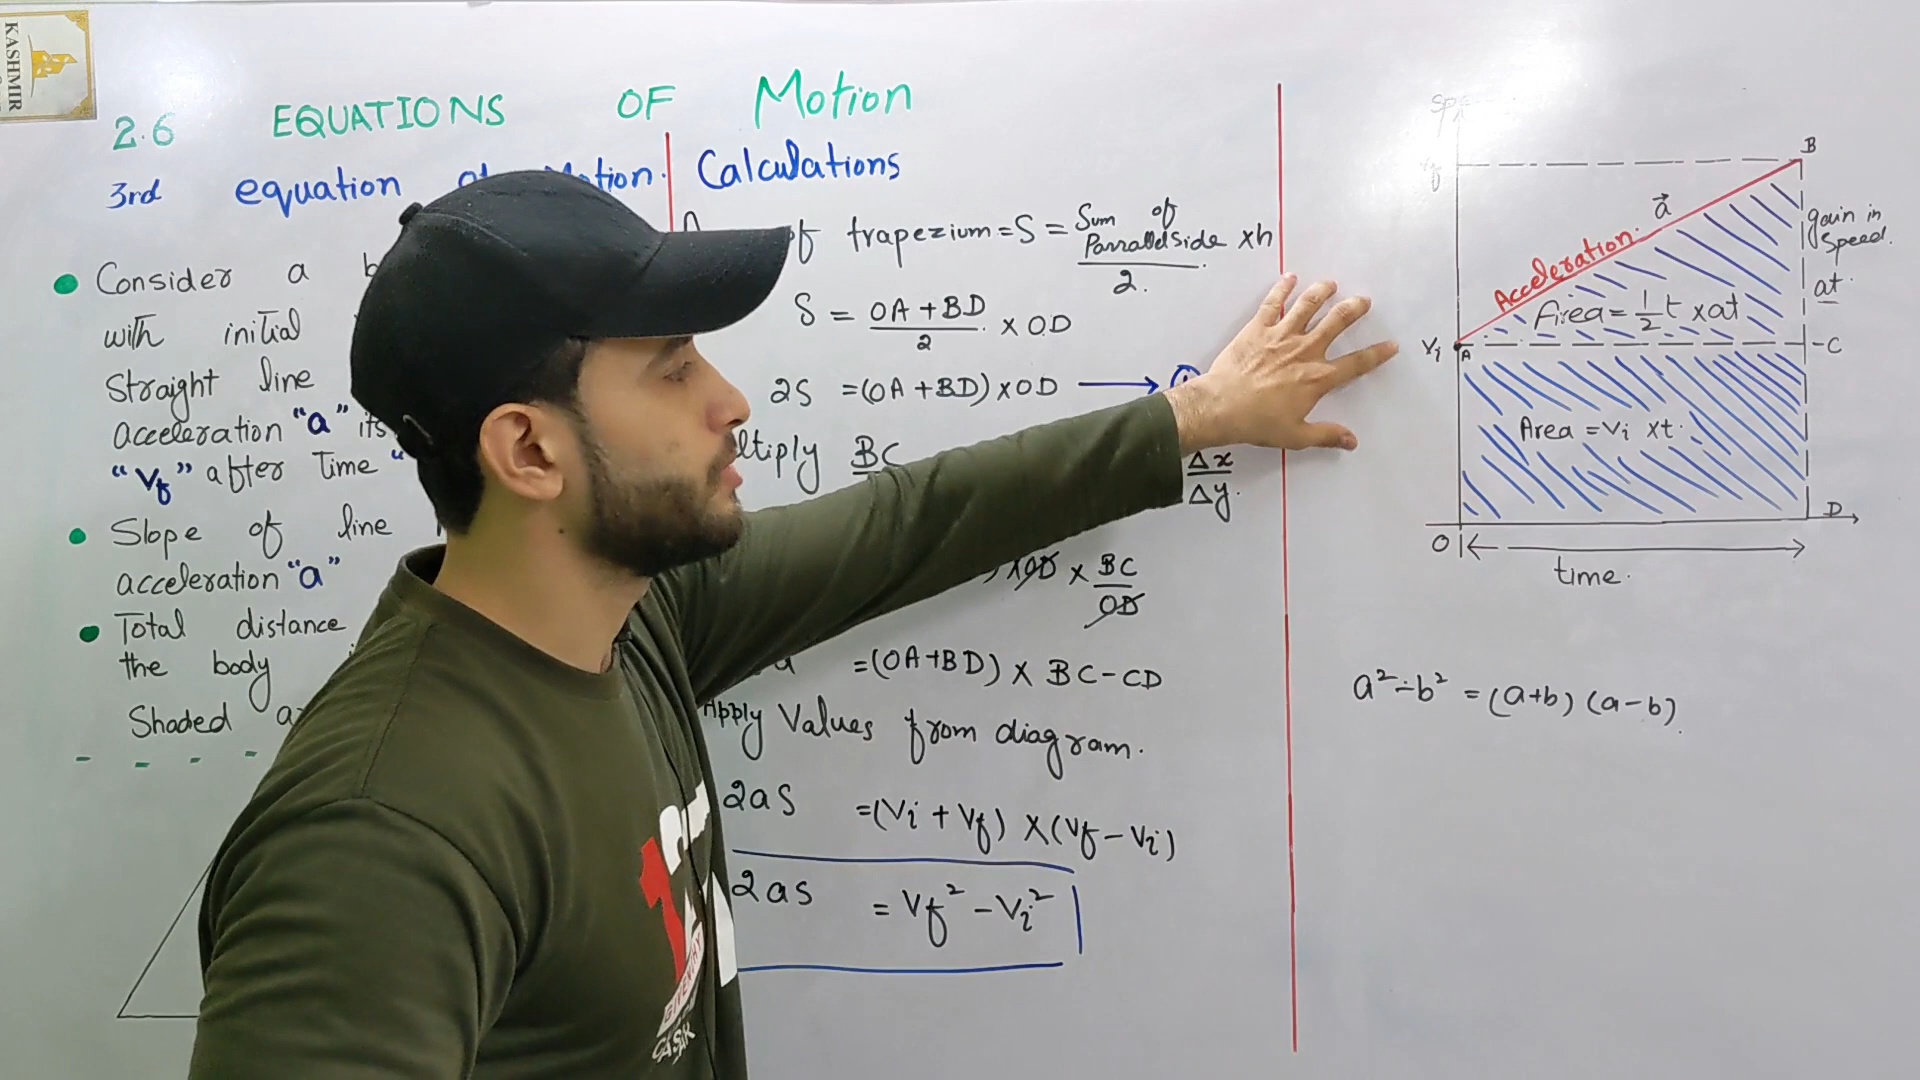 KASHMIR
2.6 EQUATIONS OF Motion
3rd equation Motion. Calculations
Consider a
with initial
Straight line
acceleration "a" its
"Vf" after Time "
Slope of line
acceleration "a"
Total distance
the body
Shaded
of trapezium = S = Sum of Parralel Side / 2. × h
S = OA + BD / 2 . × OD
2S = (OA + BD) × OD → 1
ltiply BC
Δx / Δy.
) × OD × BC / OD
= (OA+BD) × BC-CD
Apply Values from diagram.
2aS = (Vi + Vf) × (Vf - Vi)
2as = Vf² - Vi²
Vf
B
a
Acceleration.
gain in
Speed.
at.
Area = 1/2 t × at
Vi A - C
Area = Vi × t.
D
O
time.
a² - b² = (a+b) (a-b)
1
GIVENCHY